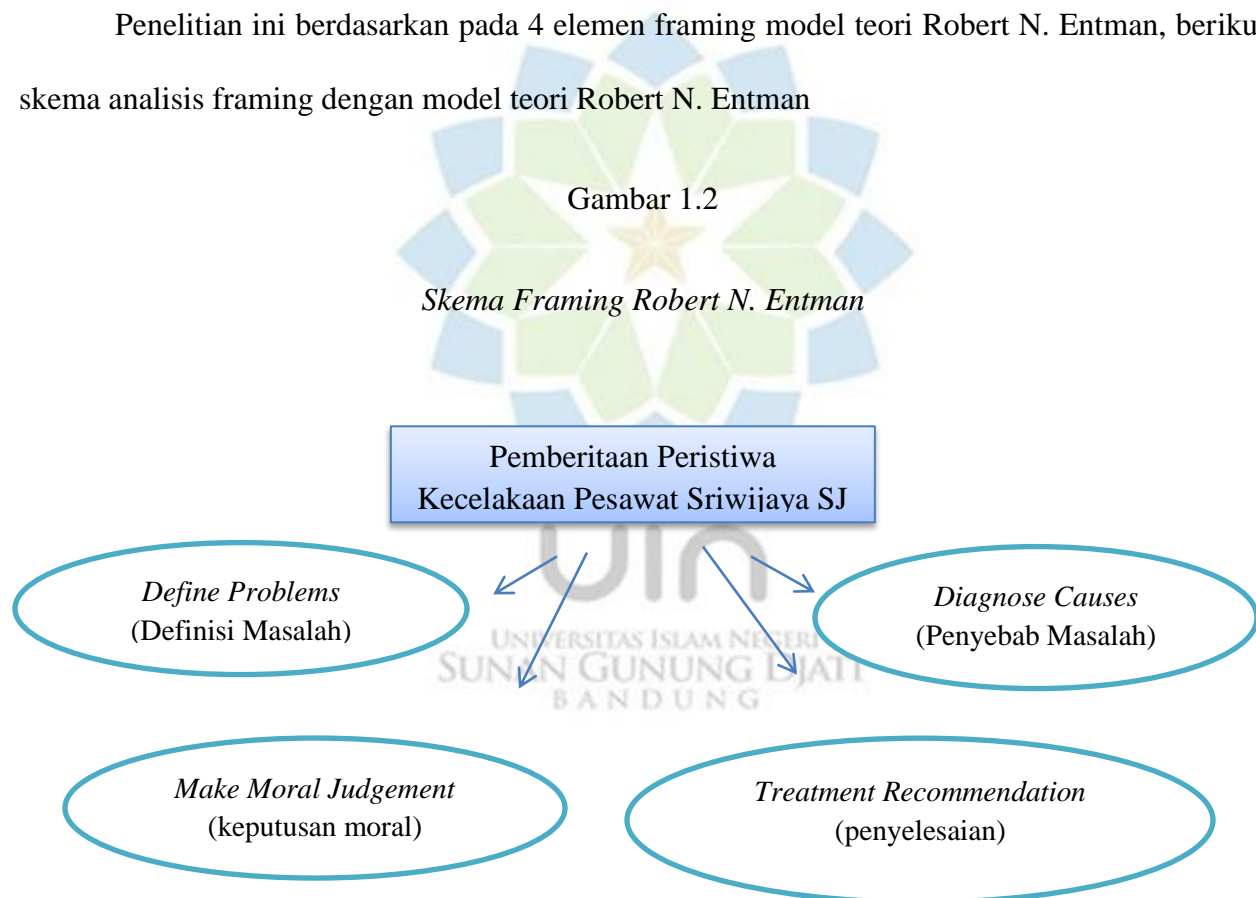 Penelitian ini berdasarkan pada 4 elemen framing model teori Robert N. Entman, beriku
skema analisis framing dengan model teori Robert N. Entman
Gambar 1.2
Skema Framing Robert N. Entman
Pemberitaan Peristiwa
Kecelakaan Pesawat Sriwijaya SJ
uin
Define Problems
(Definisi Masalah)
Diagnose Causes
(Penyebab Masalah)
UNIVERSITAS ISLAM NEGERI
SUNAN GUNUNG DJATI
BANDUNG
Make Moral Judgement
(keputusan moral)
Treatment Recommendation
(penyelesaian)